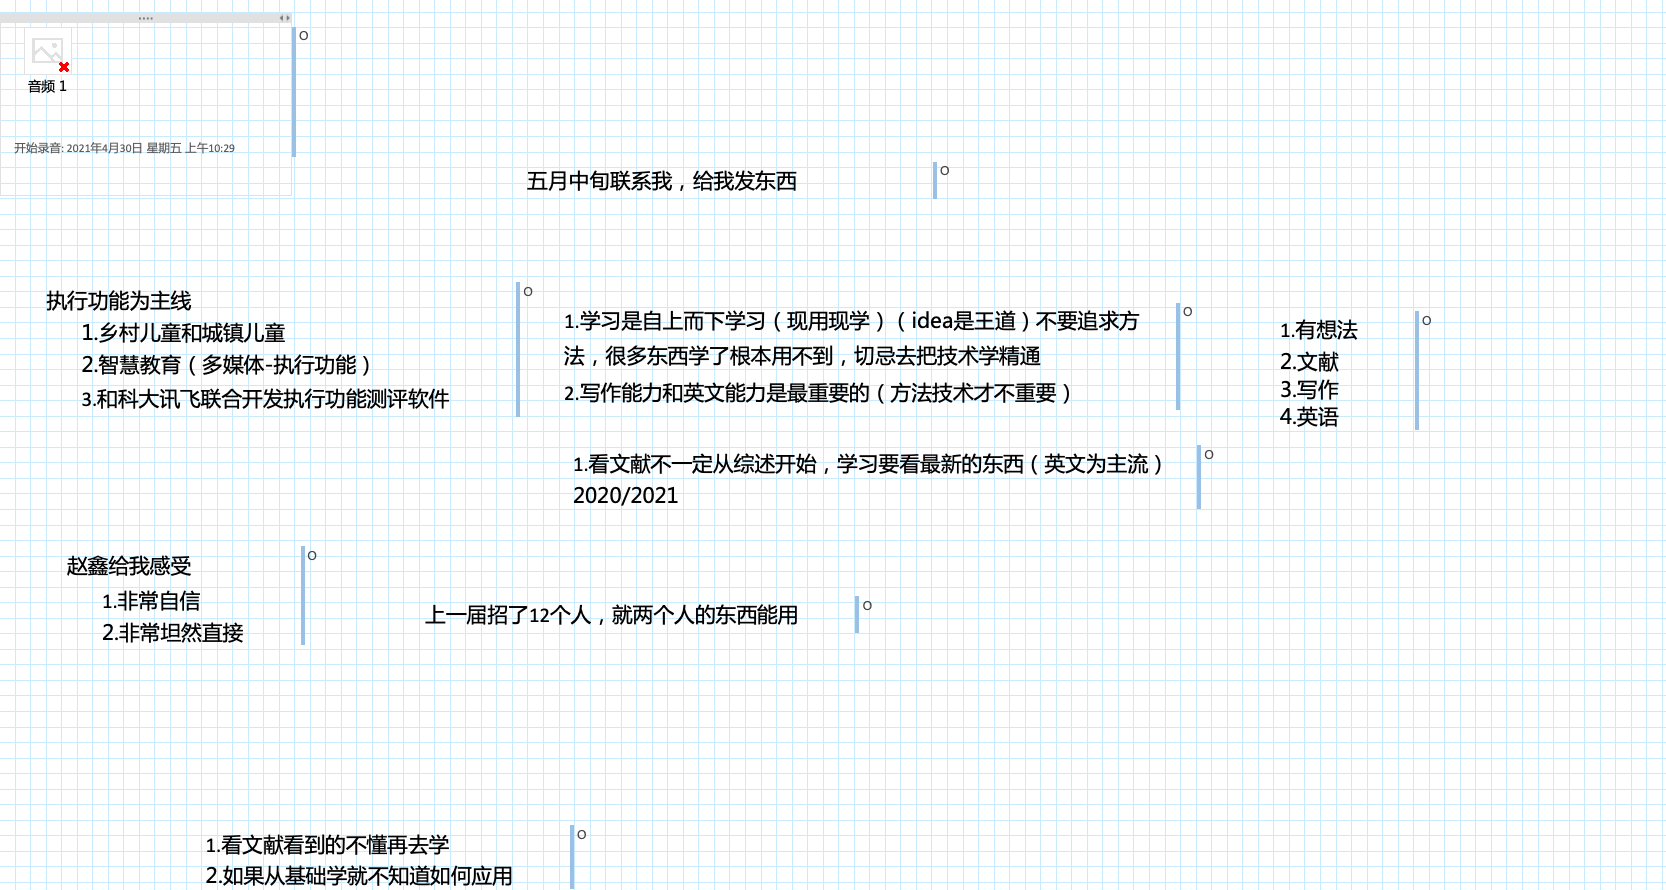 音频 1
开始录音: 2021年4月30日 星期五 上午10:29
五月中旬联系我，给我发东西
执行功能为主线
1.乡村儿童和城镇儿童
2.智慧教育（多媒体-执行功能）
3.和科大讯飞联合开发执行功能测评软件
1.学习是自上而下学习（现用现学）（idea是王道）不要追求方
法，很多东西学了根本用不到，切忌去把技术学精通
2.写作能力和英文能力是最重要的（方法技术才不重要）
1.有想法
2.文献
3.写作
4.英语
1.看文献不一定从综述开始，学习要看最新的东西（英文为主流）
2020/2021
赵鑫给我感受
1.非常自信
2.非常坦然直接
上一届招了12个人，就两个人的东西能用
1.看文献看到的不懂再去学
2.如果从基础学就不知道如何应用